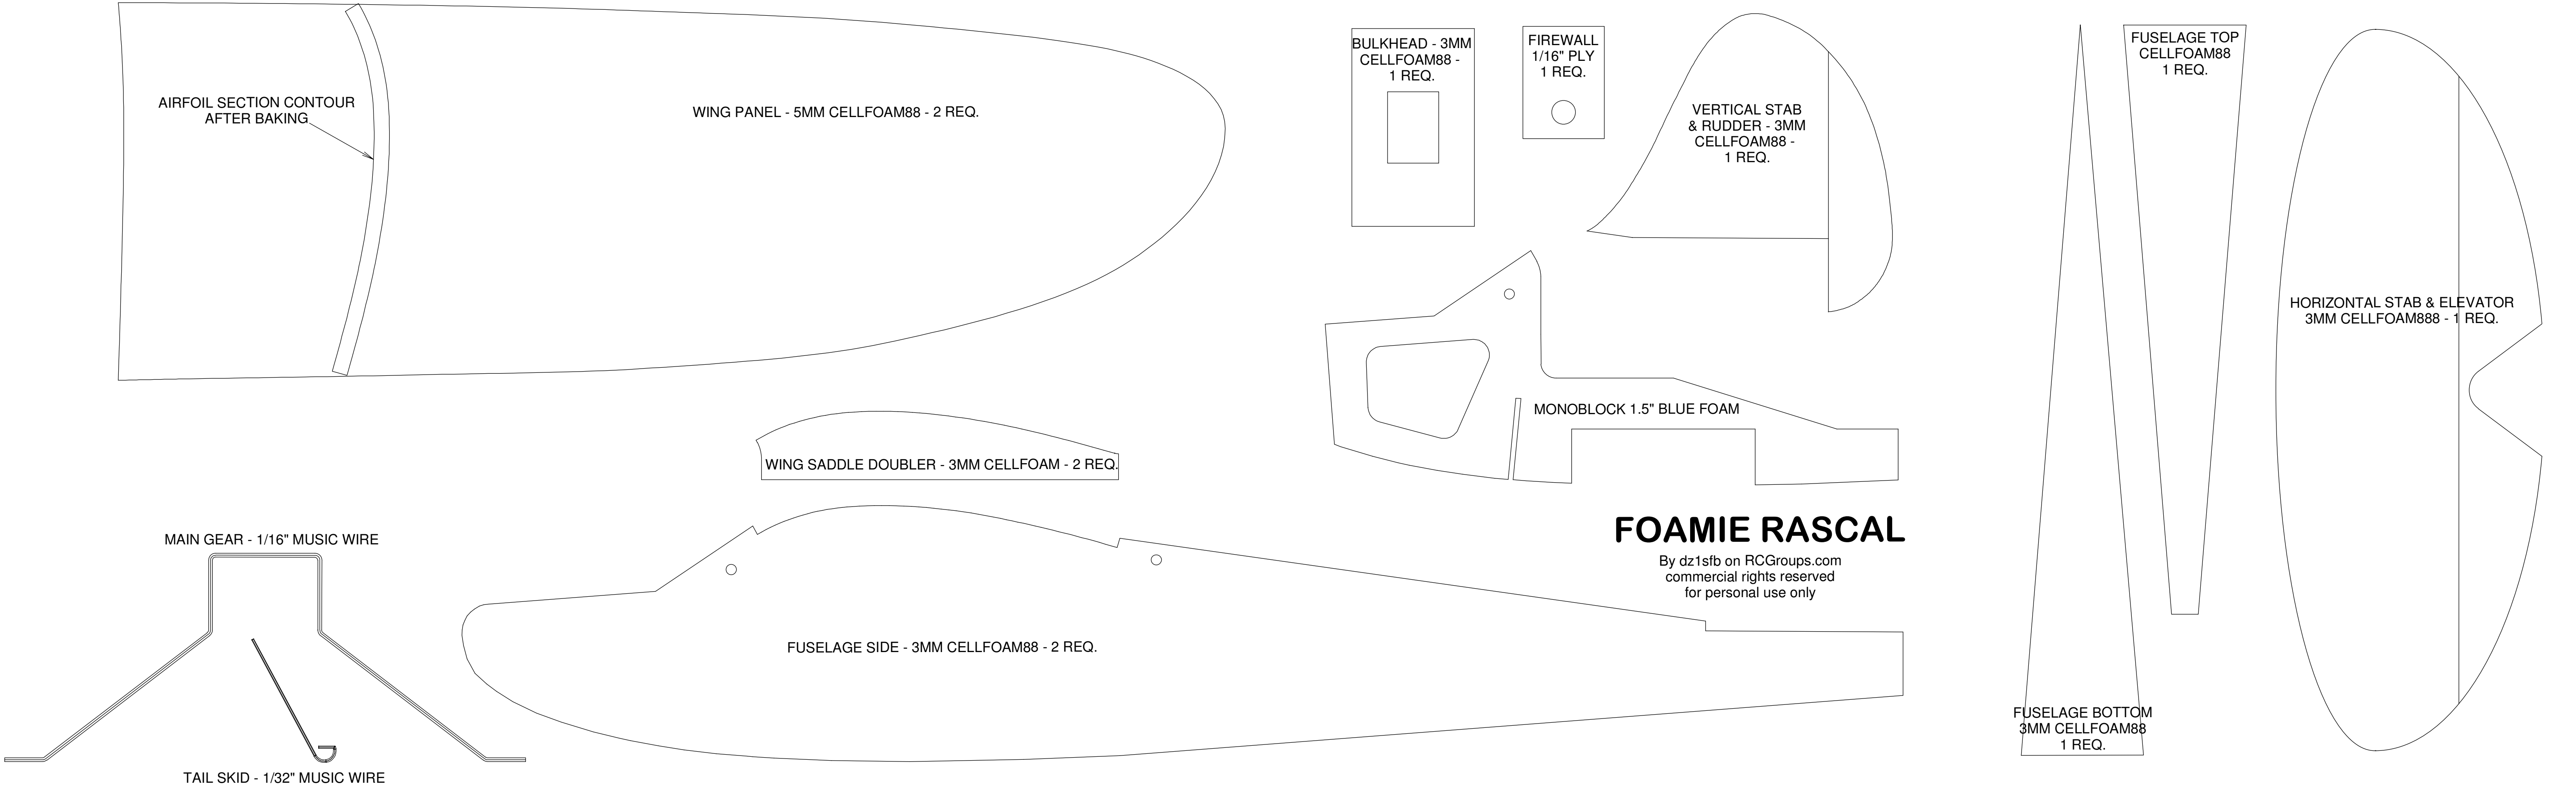 BULKHEAD - 3MM
CELLFOAM88 -
1 REQ.
FIREWALL
1/16" PLY
1 REQ.
FUSELAGE TOP
CELLFOAM88
1 REQ.
AIRFOIL SECTION CONTOUR
AFTER BAKING
WING PANEL - 5MM CELLFOAM88 - 2 REQ.
VERTICAL STAB
& RUDDER - 3MM
CELLFOAM88 -
1 REQ.
HORIZONTAL STAB & ELEVATOR
3MM CELLFOAM888 - 1 REQ.
MONOBLOCK 1.5" BLUE FOAM
WING SADDLE DOUBLER - 3MM CELLFOAM - 2 REQ.
FOAMIE RASCAL
By dz1sfb on RCGroups.com
commercial rights reserved
for personal use only
MAIN GEAR - 1/16" MUSIC WIRE
FUSELAGE SIDE - 3MM CELLFOAM88 - 2 REQ.
FUSELAGE BOTTOM
3MM CELLFOAM88
1 REQ.
TAIL SKID - 1/32" MUSIC WIRE